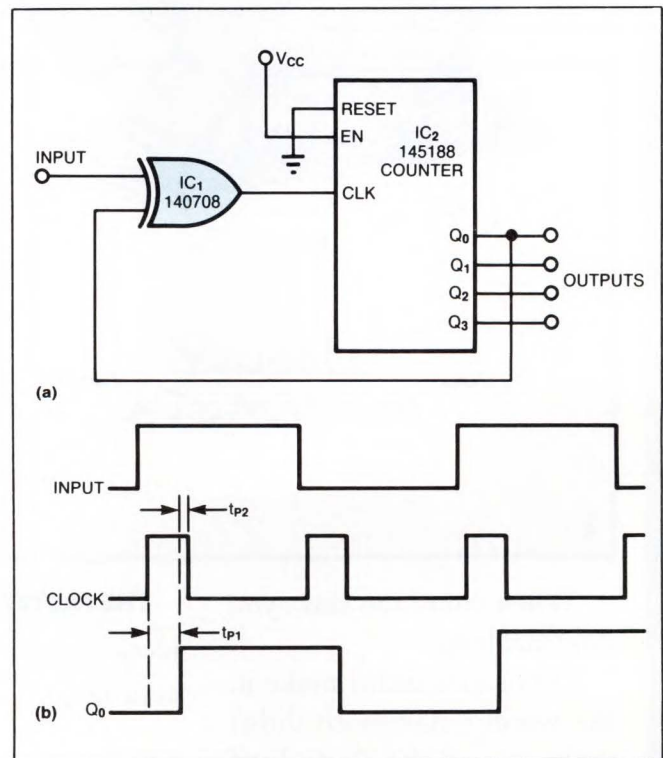 VCC
RESET
EN
IC2
145188
COUNTER
INPUT
IC1
140708
CLK
Q0
Q1
Q2
Q3
OUTPUTS
(a)
INPUT
tP2
CLOCK
tP1
(b)
Q0